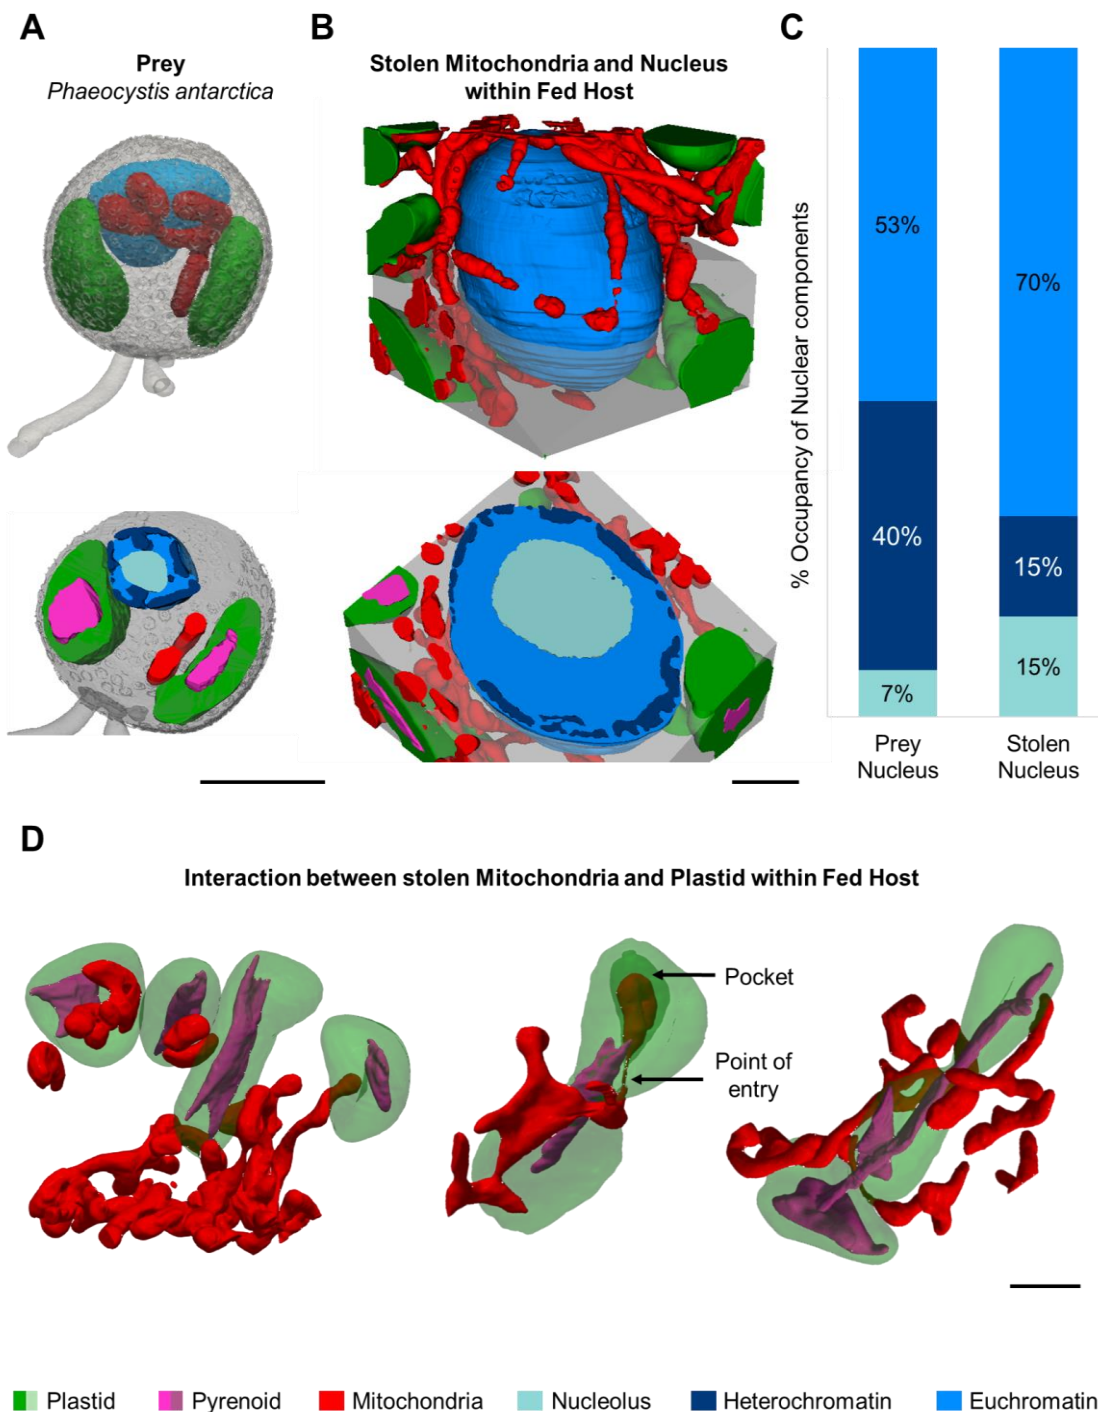 A
Prey
Phaeocystis antarctica
B
Stolen Mitochondria and Nucleus
within Fed Host
C
% Occupancy of Nuclear components
53%
40%
7%
70%
15%
15%
Prey
Nucleus
Stolen
Nucleus
D
Interaction between stolen Mitochondria and Plastid within Fed Host
Pocket
Point of
entry
Plastid
Pyrenoid
Mitochondria
Nucleolus
Heterochromatin
Euchromatin